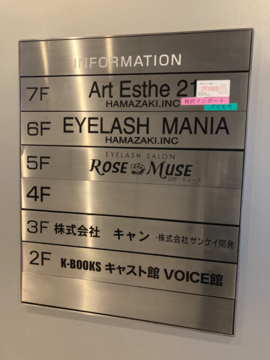 INFORMATION
7F Art Esthe 21
HAMAZAKI.INC
6F EYELASH MANIA
HAMAZAKI.INC
5F EYELASH SALON
ROSE MUSE
4F
3F 株式会社 キャン ・株式会社サンケイ開発
2F K-BOOKS キャスト館 VOICE館